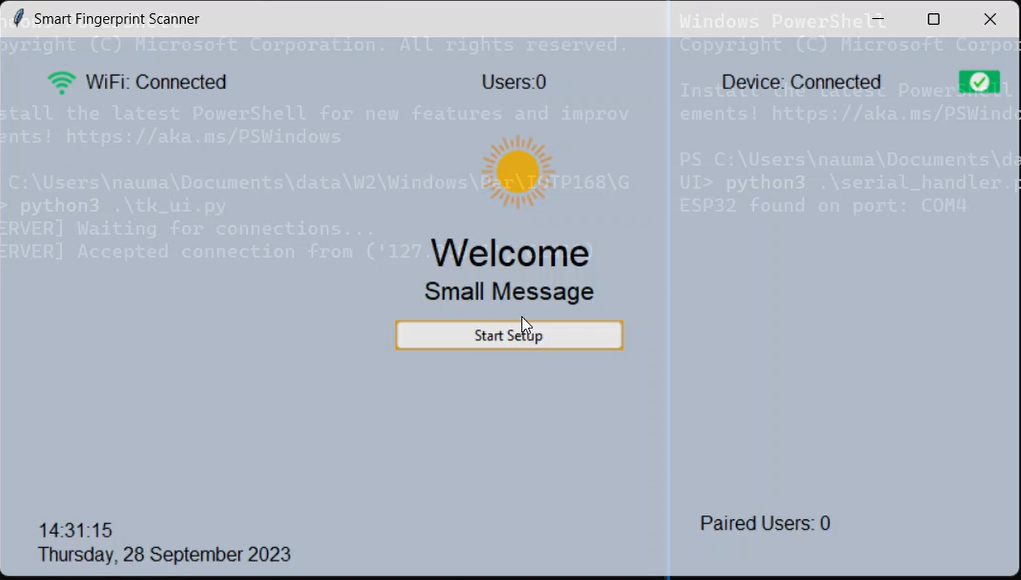 Smart Fingerprint Scanner
Windows PowerShell
opyright (C) Microsoft Corporation. All rights reserved.
Copyright (C) Microsoft Corpo
WiFi: Connected
Users:0
Device: Connected
stall the latest PowerShell for new features and improv
ents! https://aka.ms/PSWindows
Install the latest PowerShell
ements! https://aka.ms/PSWindo
C:\Users\nauma\Documents\data\W2\Windows\
> python3 .\tk_ui.py
ERVER] Waiting for connections...
ERVER] Accepted connection from ('127.
PS C:\Users\nauma\Documents\da
UI> python3 .\serial_handler.p
ESP32 found on port: COM4
Welcome
Small Message
Start Setup
14:31:15
Thursday, 28 September 2023
Paired Users: 0